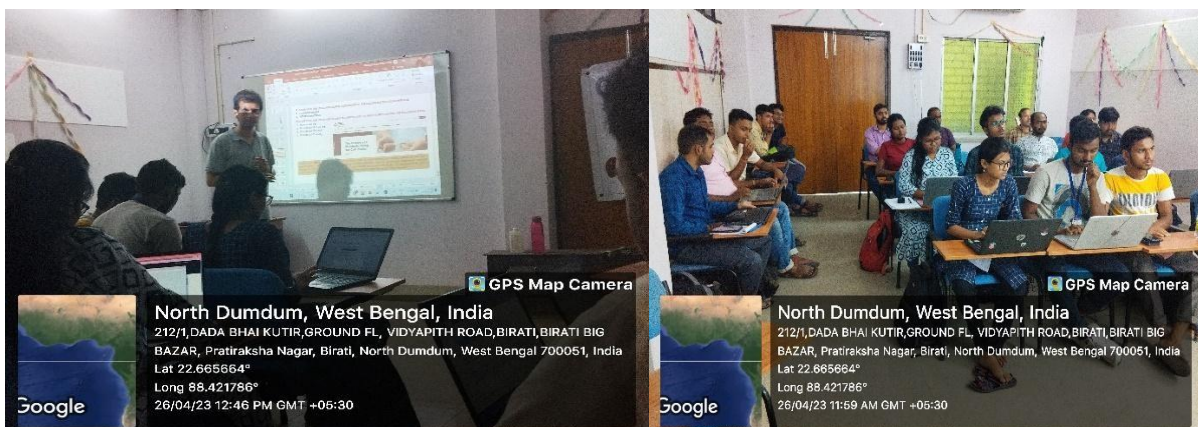 GPS Map Camera
North Dumdum, West Bengal, India
212/1,DADA BHAI KUTIR,GROUND FL, VIDYAPITH ROAD,BIRATI,BIRATI BIG
BAZAR, Pratiraksha Nagar, Birati, North Dumdum, West Bengal 700051, India
Lat 22.665664°
Long 88.421786°
26/04/23 12:46 PM GMT +05:30
Google
GPS Map Camera
North Dumdum, West Bengal, India
212/1,DADA BHAI KUTIR,GROUND FL, VIDYAPITH ROAD,BIRATI,BIRATI BIG
BAZAR, Pratiraksha Nagar, Birati, North Dumdum, West Bengal 700051, India
Lat 22.665664°
Long 88.421786°
26/04/23 11:59 AM GMT +05:30
Google